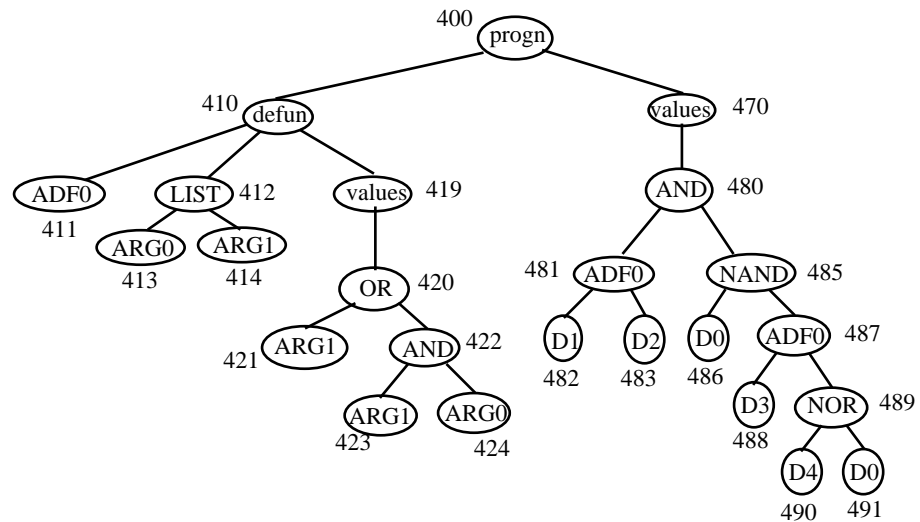 400 progn
410 defun
values 470
ADF0 LIST 412 values 419 AND 480
411
ARG0 ARG1
413 414
481 ADF0 NAND 485
OR 420
D1 D2 D0 ADF0 487
421 ARG1 AND 422
482 483 486
D3 NOR 489
ARG1 ARG0
423 424 488
D4 D0
490 491